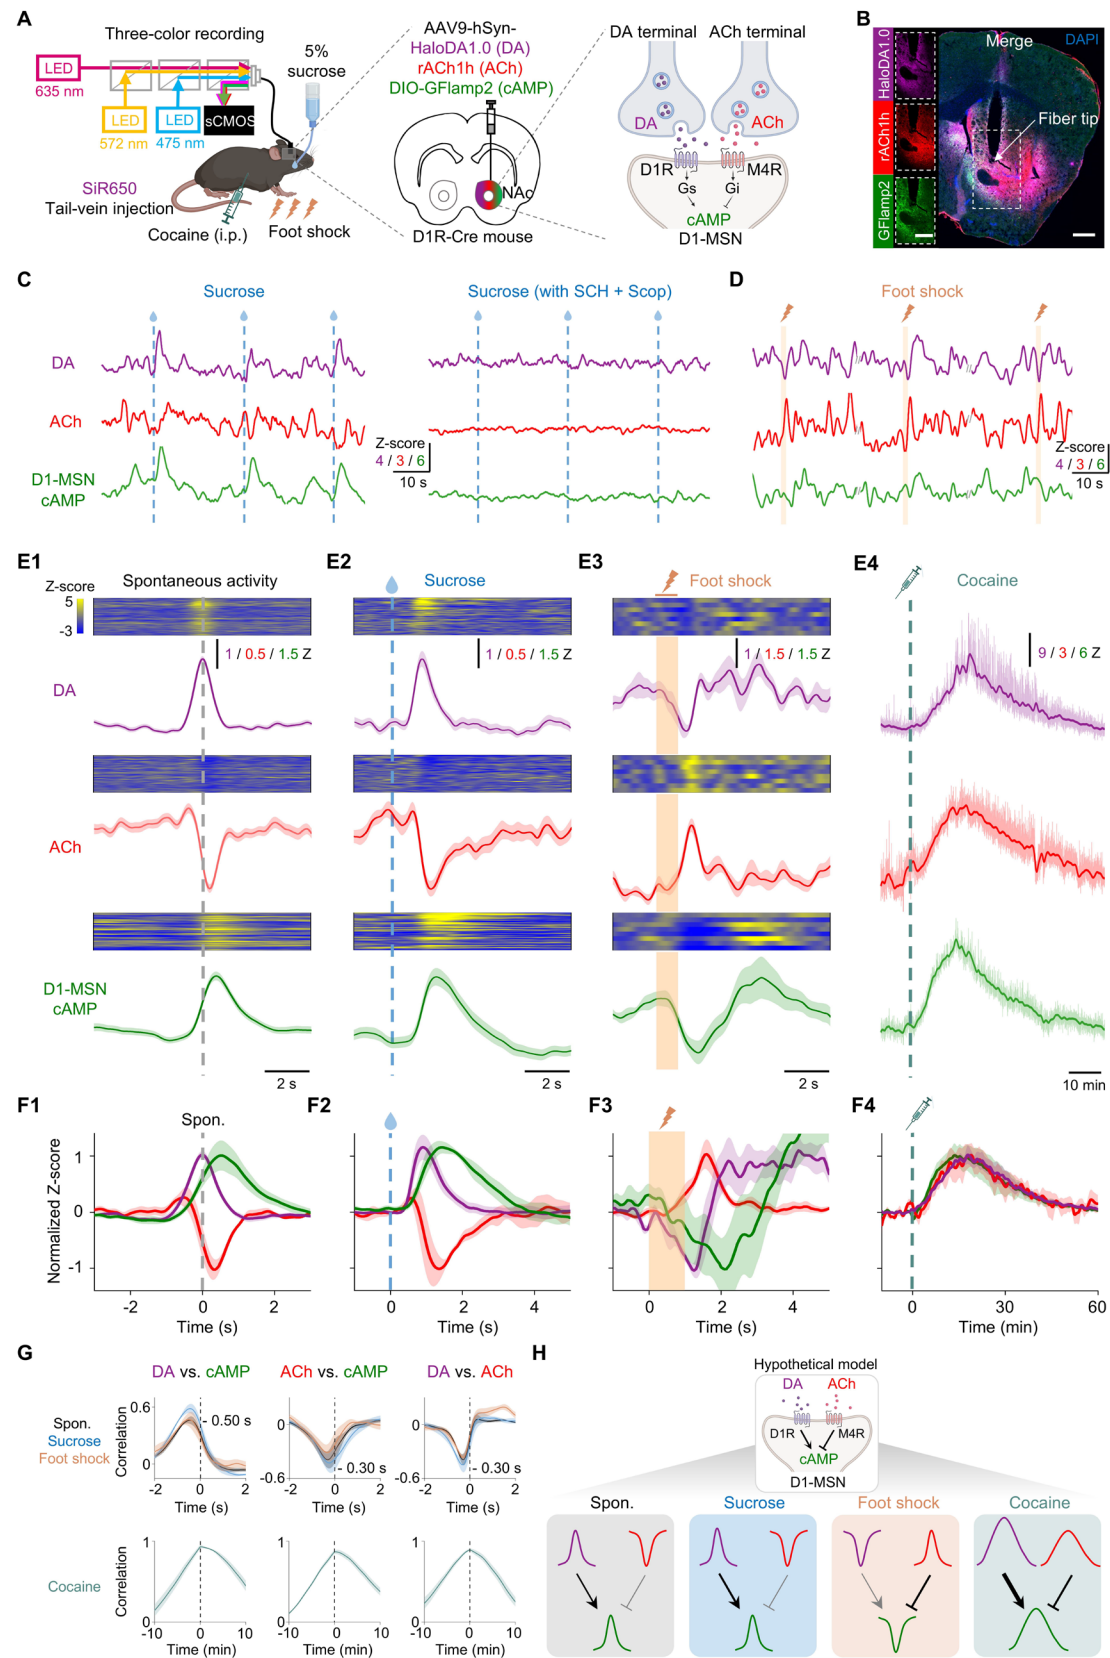 A
Three-color recording
LED
635 nm
LED
572 nm
LED
475 nm
sCMOS
5%
sucrose
SiR650
Tail-vein injection
Cocaine (i.p.)
Foot shock
AAV9-hSyn-
HaloDA1.0 (DA)
rACh1h (ACh)
DIO-GFlamp2 (cAMP)
NAc
D1R-Cre mouse
DA terminal
ACh terminal
DA
ACh
D1R
M4R
Gs
Gi
cAMP
D1-MSN
B
HaloDA1.0
rACh1h
GFlamp2
Merge
DAPI
Fiber tip
C
Sucrose
Sucrose (with SCH + Scop)
DA
ACh
D1-MSN
cAMP
Z-score
4 / 3 / 6
10 s
D
Foot shock
Z-score
4 / 3 / 6
10 s
E1
Spontaneous activity
Z-score
5
-3
1 / 0.5 / 1.5 Z
DA
ACh
D1-MSN
cAMP
2 s
E2
Sucrose
1 / 0.5 / 1.5 Z
2 s
E3
Foot shock
1 / 1.5 / 1.5 Z
2 s
E4
Cocaine
9 / 3 / 6 Z
10 min
F1
Spon.
Normalized Z-score
1
0
-1
-2
0
2
Time (s)
F2
0
2
4
Time (s)
F3
0
2
4
Time (s)
F4
0
30
60
Time (min)
G
DA vs. cAMP
ACh vs. cAMP
DA vs. ACh
Spon.
Sucrose
Foot shock
Correlation
0.6
0
- 0.50 s
-2
0
2
Time (s)
0
-0.6
- 0.30 s
-2
0
2
Time (s)
0
-0.6
- 0.30 s
-2
0
2
Time (s)
Cocaine
Correlation
1
0
-10
0
10
Time (min)
1
0
-10
0
10
Time (min)
1
0
-10
0
10
Time (min)
H
Hypothetical model
DA
ACh
D1R
M4R
cAMP
D1-MSN
Spon.
Sucrose
Foot shock
Cocaine